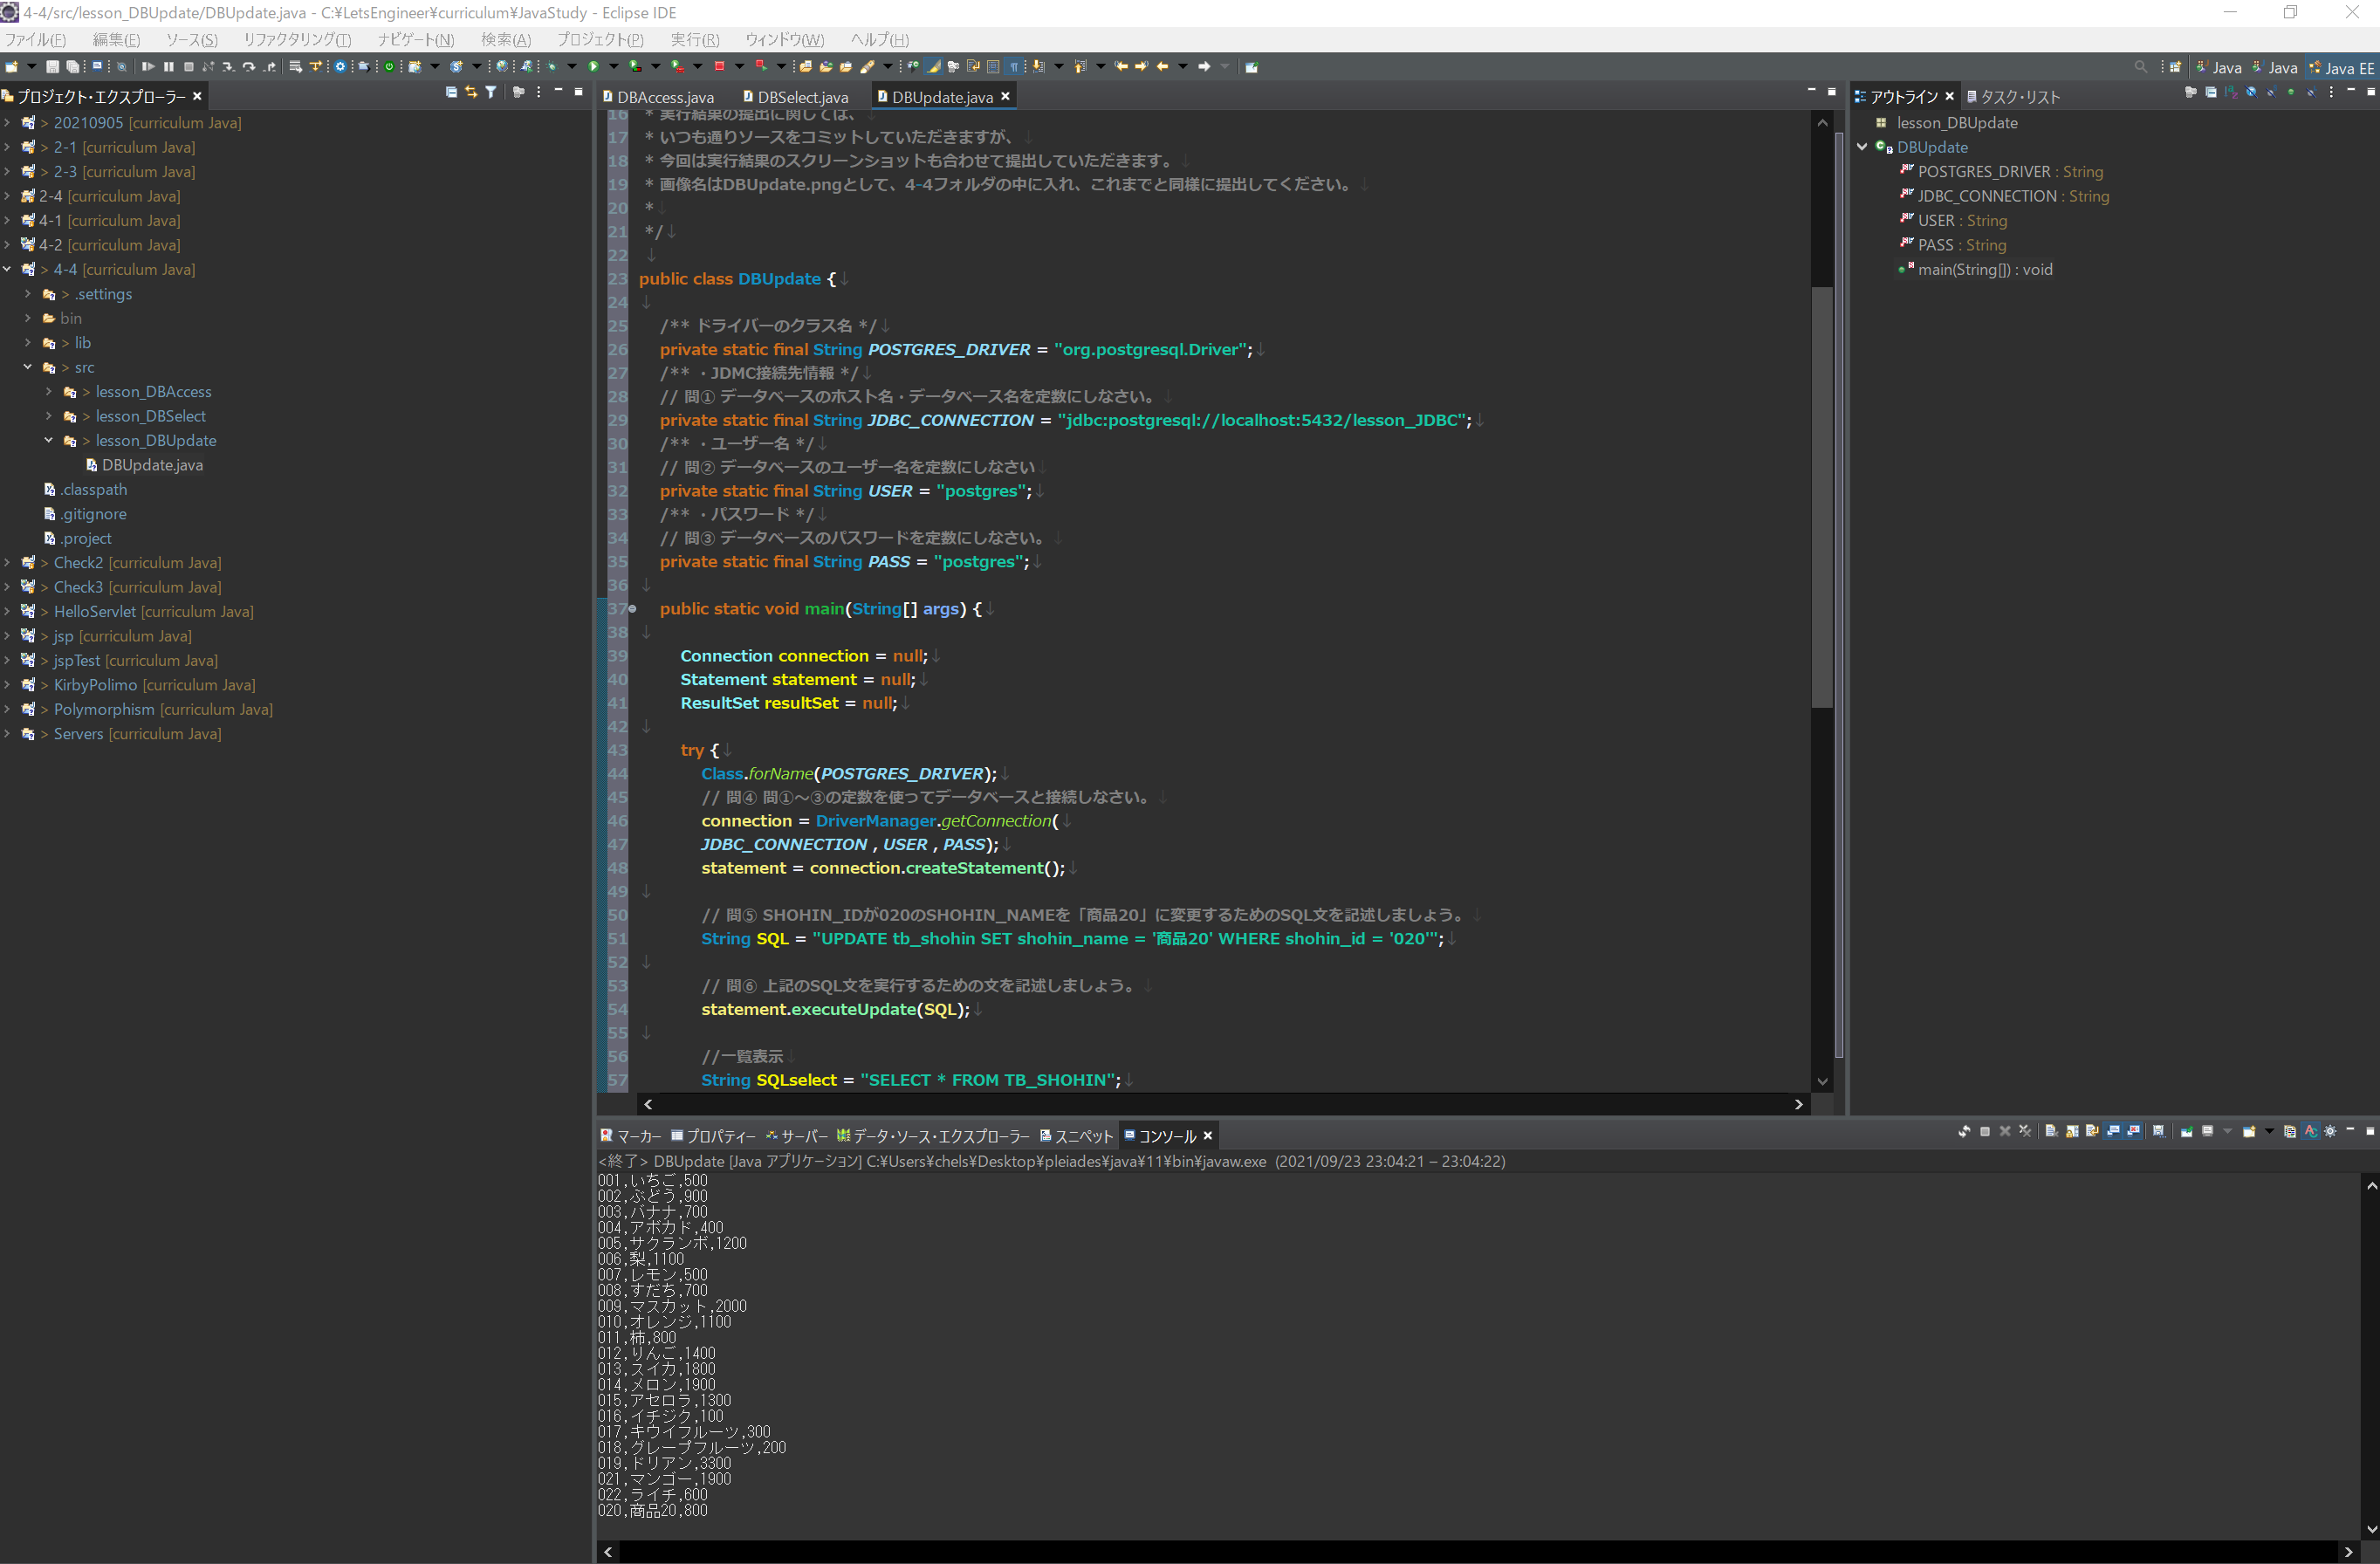 4-4/src/lesson_DBUpdate/DBUpdate.java - C:¥LetsEngineer¥curriculum¥JavaStudy - Eclipse IDE
ファイル(F) 編集(E) ソース(S) リファクタリング(T) ナビゲート(N) 検索(A) プロジェクト(P) 実行(R) ウィンドウ(W) ヘルプ(H)
Java Java Java EE
プロジェクト・エクスプローラー
> 20210905 [curriculum Java]
> 2-1 [curriculum Java]
> 2-3 [curriculum Java]
2-4 [curriculum Java]
4-1 [curriculum Java]
4-2 [curriculum Java]
> 4-4 [curriculum Java]
> .settings
bin
> lib
> src
> lesson_DBAccess
> lesson_DBSelect
> lesson_DBUpdate
DBUpdate.java
.classpath
.gitignore
.project
> Check2 [curriculum Java]
> Check3 [curriculum Java]
> HelloServlet [curriculum Java]
> jsp [curriculum Java]
> jspTest [curriculum Java]
> KirbyPolimo [curriculum Java]
> Polymorphism [curriculum Java]
> Servers [curriculum Java]
DBAccess.java DBSelect.java DBUpdate.java
16 * 実行結果の提出に関しては、↓
17 * いつも通りソースをコミットしていただきますが、↓
18 * 今回は実行結果のスクリーンショットも合わせて提出していただきます。↓
19 * 画像名はDBUpdate.pngとして、4-4フォルダの中に入れ、これまでと同様に提出してください。↓
20 *↓
21 */↓
22 ↓
23 public class DBUpdate {↓
24 ↓
25 /** ドライバーのクラス名 */↓
26 private static final String POSTGRES_DRIVER = "org.postgresql.Driver";↓
27 /** ・JDMC接続先情報 */↓
28 // 問① データベースのホスト名・データベース名を定数にしなさい。↓
29 private static final String JDBC_CONNECTION = "jdbc:postgresql://localhost:5432/lesson_JDBC";↓
30 /** ・ユーザー名 */↓
31 // 問② データベースのユーザー名を定数にしなさい↓
32 private static final String USER = "postgres";↓
33 /** ・パスワード */↓
34 // 問③ データベースのパスワードを定数にしなさい。↓
35 private static final String PASS = "postgres";↓
36 ↓
37 public static void main(String[] args) {↓
38 ↓
39 Connection connection = null;↓
40 Statement statement = null;↓
41 ResultSet resultSet = null;↓
42 ↓
43 try {↓
44 Class.forName(POSTGRES_DRIVER);↓
45 // 問④ 問①〜③の定数を使ってデータベースと接続しなさい。↓
46 connection = DriverManager.getConnection(↓
47 JDBC_CONNECTION , USER , PASS);↓
48 statement = connection.createStatement();↓
49 ↓
50 // 問⑤ SHOHIN_IDが020のSHOHIN_NAMEを「商品20」に変更するためのSQL文を記述しましょう。↓
51 String SQL = "UPDATE tb_shohin SET shohin_name = '商品20' WHERE shohin_id = '020'";↓
52 ↓
53 // 問⑥ 上記のSQL文を実行するための文を記述しましょう。↓
54 statement.executeUpdate(SQL);↓
55 ↓
56 //一覧表示↓
57 String SQLselect = "SELECT * FROM TB_SHOHIN";↓
アウトライン タスク・リスト
lesson_DBUpdate
DBUpdate
POSTGRES_DRIVER : String
JDBC_CONNECTION : String
USER : String
PASS : String
main(String[]) : void
マーカー プロパティー サーバー データ・ソース・エクスプローラー スニペット コンソール
<終了> DBUpdate [Java アプリケーション] C:¥Users¥chels¥Desktop¥pleiades¥java¥11¥bin¥javaw.exe (2021/09/23 23:04:21 – 23:04:22)
001,いちご,500
002,ぶどう,900
003,バナナ,700
004,アボカド,400
005,サクランボ,1200
006,梨,1100
007,レモン,500
008,すだち,700
009,マスカット,2000
010,オレンジ,1100
011,柿,800
012,りんご,1400
013,スイカ,1800
014,メロン,1900
015,アセロラ,1300
016,イチジク,100
017,キウイフルーツ,300
018,グレープフルーツ,200
019,ドリアン,3300
021,マンゴー,1900
022,ライチ,600
020,商品20,800